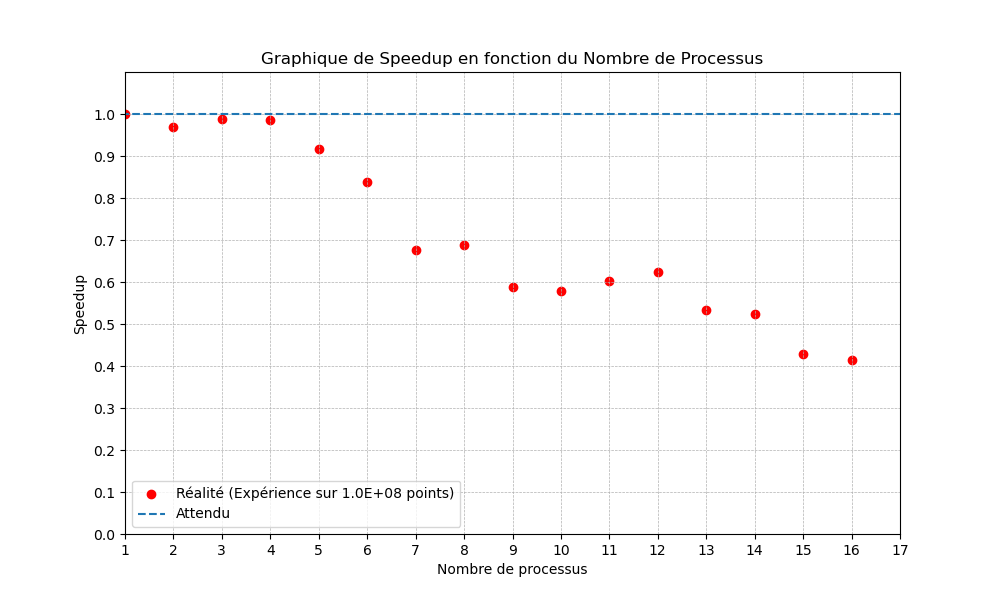 Graphique de Speedup en fonction du Nombre de Processus
Speedup
1.0
0.9
0.8
0.7
0.6
0.5
0.4
0.3
0.2
0.1
0.0
Réalité (Expérience sur 1.0E+08 points)
Attendu
1 2 3 4 5 6 7 8 9 10 11 12 13 14 15 16 17
Nombre de processus